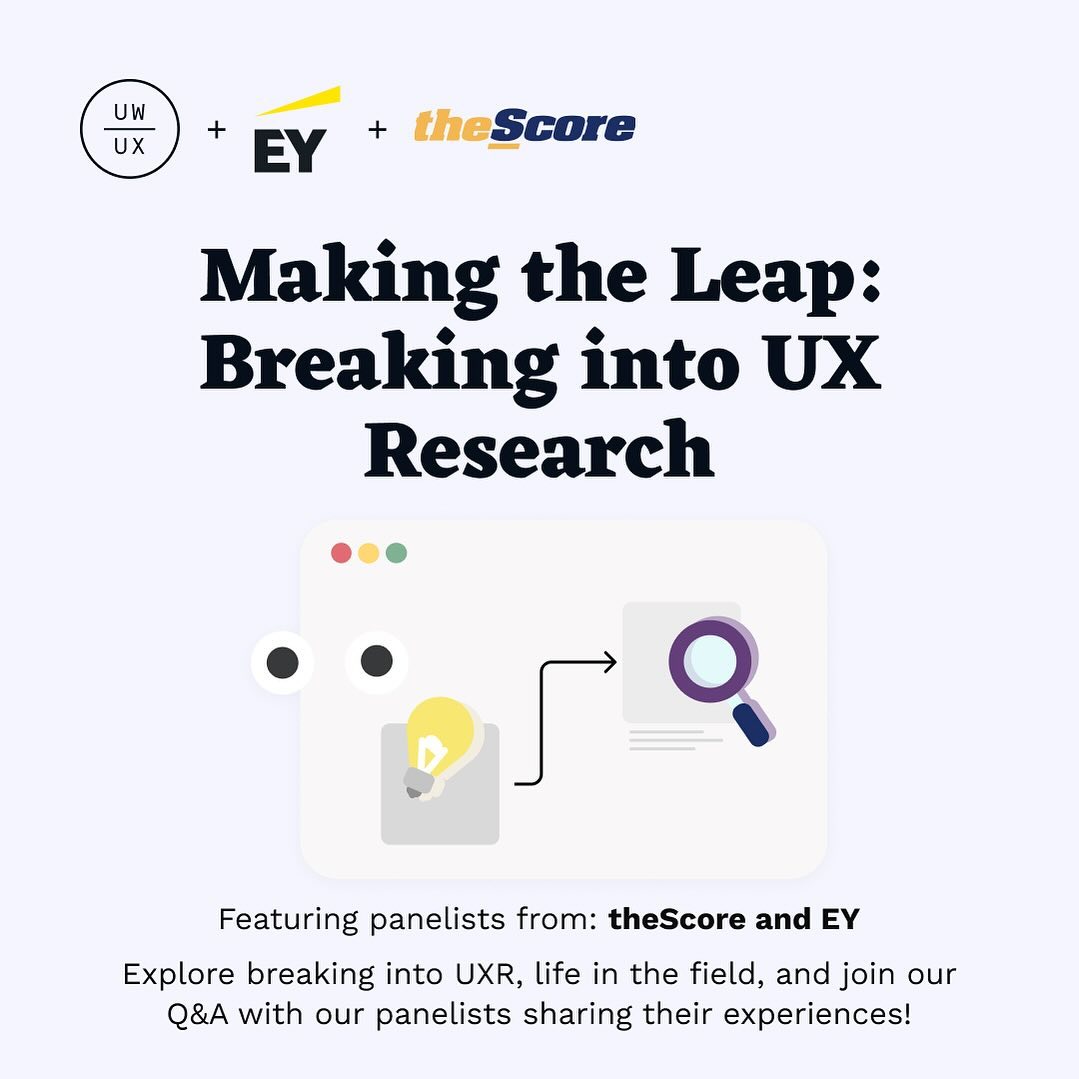 UW
UX
+ EY + theScore
Making the Leap:
Breaking into UX
Research
Featuring panelists from: theScore and EY
Explore breaking into UXR, life in the field, and join our
Q&A with our panelists sharing their experiences!